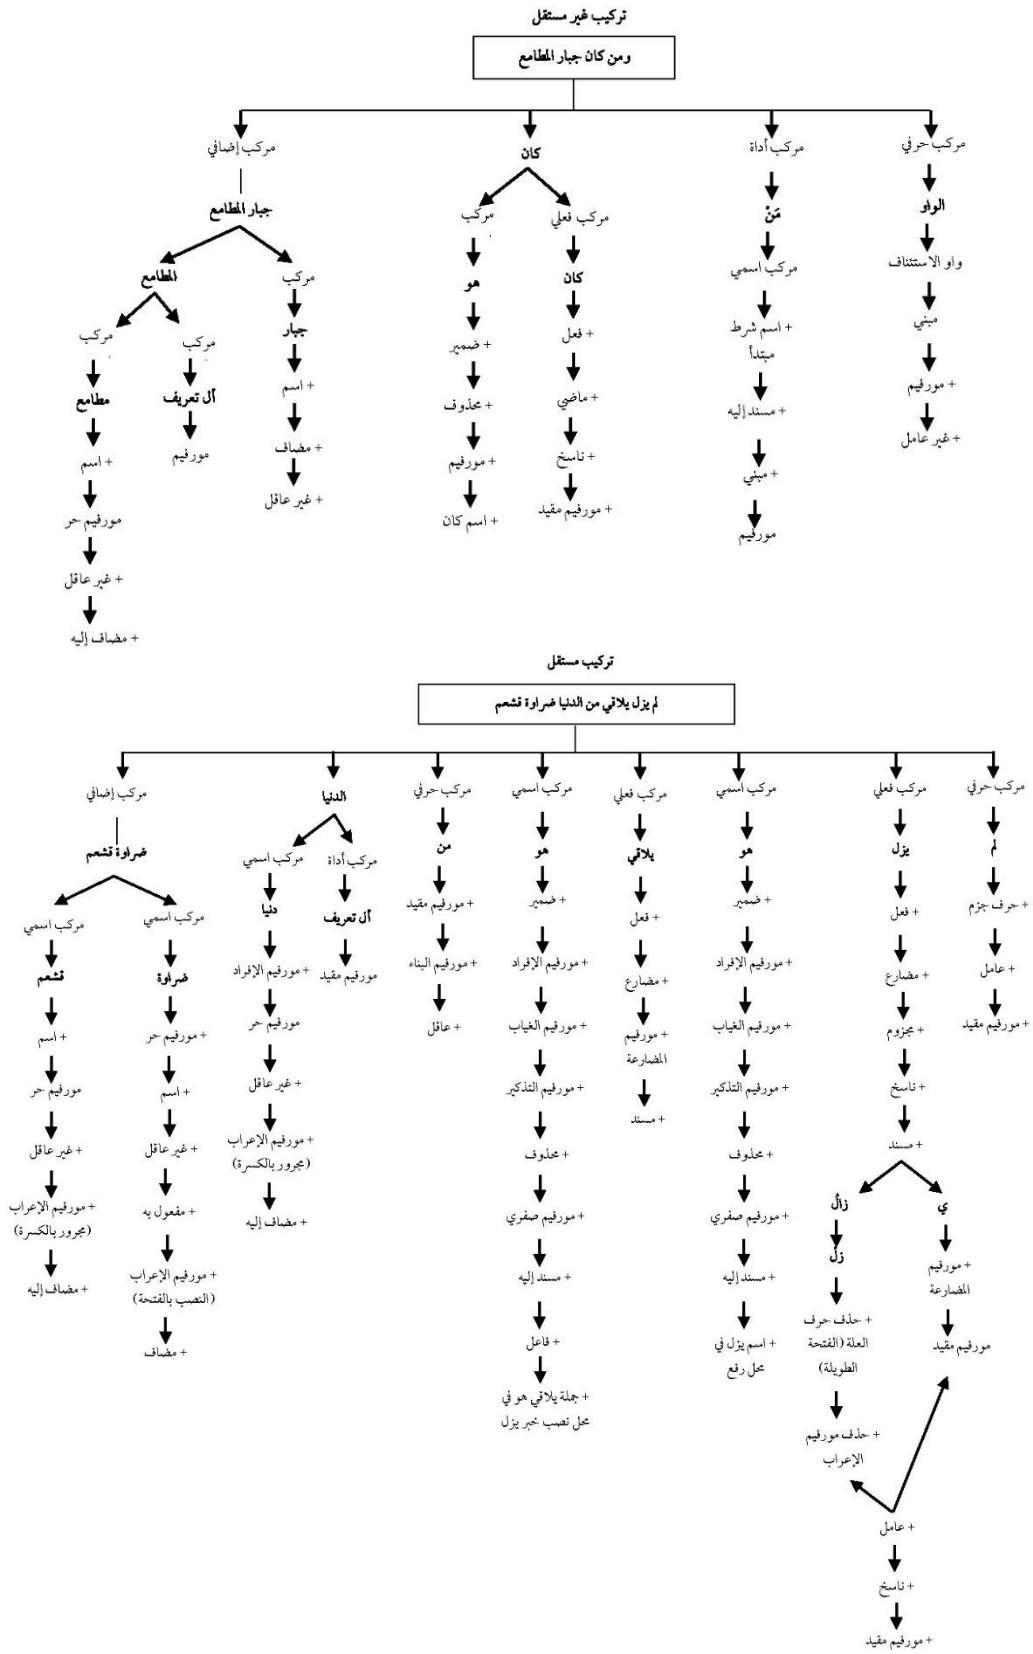 تركيب غير مستقل
ومن كان جبار المطامع
مركب حرفي
الواو
واو الاستئناف
مبني
+ مورفيم
+ غير عامل
مركب أداة
مَنْ
مركب اسمي
+ اسم شرط
مبتدأ
+ مسند إليه
+ مبني
مورفيم
كان
مركب فعلي
كان
+ فعل
+ ماضي
+ ناسخ
+ مورفيم مقيد
مركب
هو
+ ضمير
+ محذوف
+ مورفيم
+ اسم كان
مركب إضافي
جبار المطامع
مركب
جبار
+ اسم
+ مضاف
+ غير عاقل
المطامع
مركب
أل تعريف
مورفيم
مركب
مطامع
+ اسم
مورفيم حر
+ غير عاقل
+ مضاف إليه
تركيب مستقل
لم يزل يلاقي من الدنيا ضراوة قشعم
مركب حرفي
لم
+ حرف جزم
+ عامل
+ مورفيم مقيد
مركب فعلي
يزل
+ فعل
+ مضارع
+ مجزوم
+ ناسخ
+ مسند
ي
+ مورفيم
المضارعة
مورفيم مقيد
زالُ
زلْ
+ حذف حرف
العلة (الفتحة
الطويلة)
+ حذف مورفيم
الإعراب
+ عامل
+ ناسخ
+ مورفيم مقيد
مركب اسمي
هو
+ ضمير
+ مورفيم الإفراد
+ مورفيم الغياب
+ مورفيم التذكير
+ محذوف
+ مورفيم صفري
+ مسند إليه
+ اسم يزل في
محل رفع
مركب فعلي
يلاقي
+ فعل
+ مضارع
+ مورفيم
المضارعة
+ مسند
مركب اسمي
هو
+ ضمير
+ مورفيم الإفراد
+ مورفيم الغياب
+ مورفيم التذكير
+ محذوف
+ مورفيم صفري
+ مسند إليه
+ فاعل
+ جملة يلاقي هو في
محل نصب خبر يزل
مركب حرفي
من
+ مورفيم مقيد
+ مورفيم البناء
+ عاقل
الدنيا
مركب أداة
أل تعريف
مورفيم مقيد
مركب اسمي
دنيا
+ مورفيم الإفراد
مورفيم حر
+ غير عاقل
+ مورفيم الإعراب
(مجرور بالكسرة)
+ مضاف إليه
مركب إضافي
ضراوة قشعم
مركب اسمي
ضراوة
+ مورفيم حر
+ اسم
+ غير عاقل
+ مفعول به
+ مورفيم الإعراب
(النصب بالفتحة)
+ مضاف
مركب اسمي
قشعم
+ اسم
مورفيم حر
+ غير عاقل
+ مورفيم الإعراب
(مجرور بالكسرة)
+ مضاف إليه